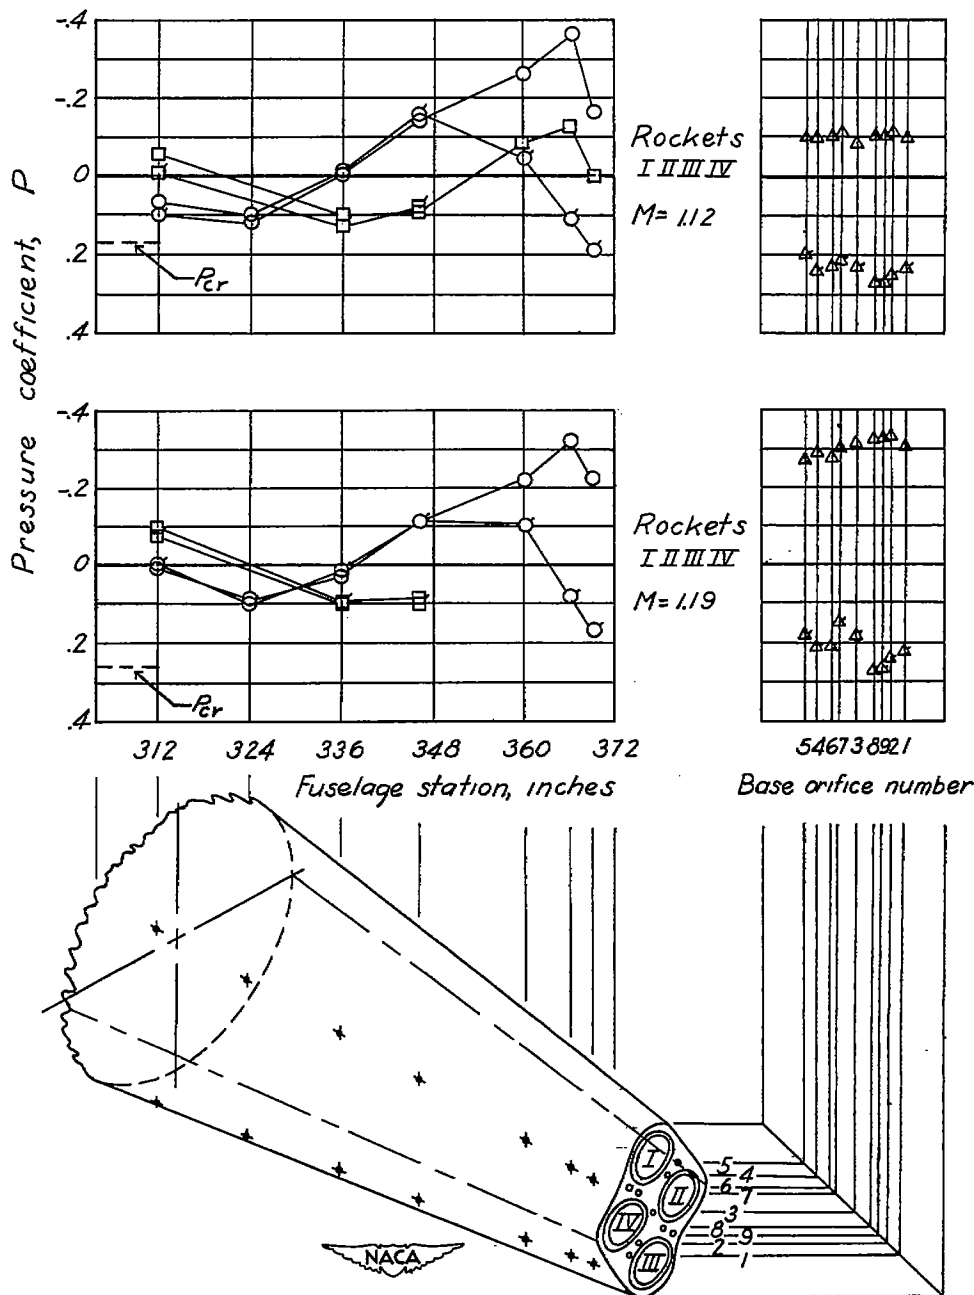 -.4
-.2
0
.2
.4
Pressure coefficient, P
Pcr
Rockets
I II III IV
M = 1.12
-.4
-.2
0
.2
.4
Pcr
Rockets
I II III IV
M = 1.19
312 324 336 348 360 372
Fuselage station, inches
546738921
Base orifice number
I
II
IV
III
5
4
6
7
3
8
9
2
1
NACA